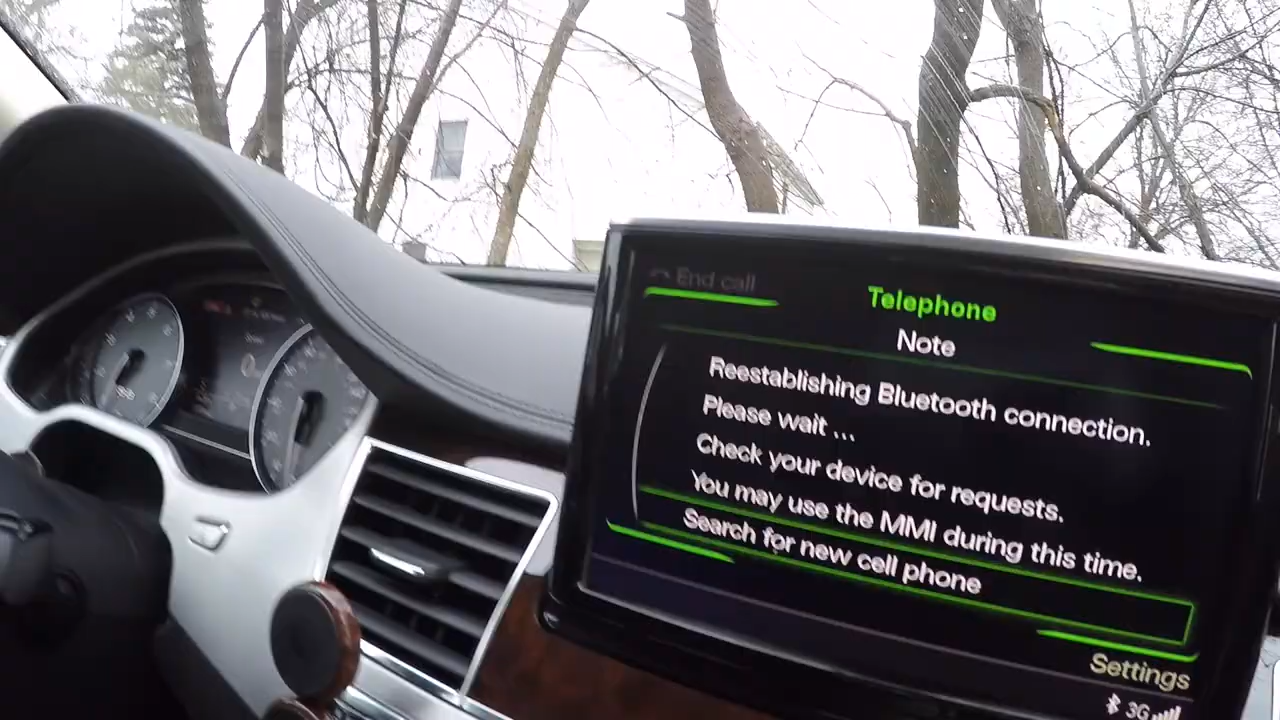 End call
Telephone
Note
Reestablishing Bluetooth connection.
Please wait ...
Check your device for requests.
You may use the MMI during this time.
Search for new cell phone
Settings
3G